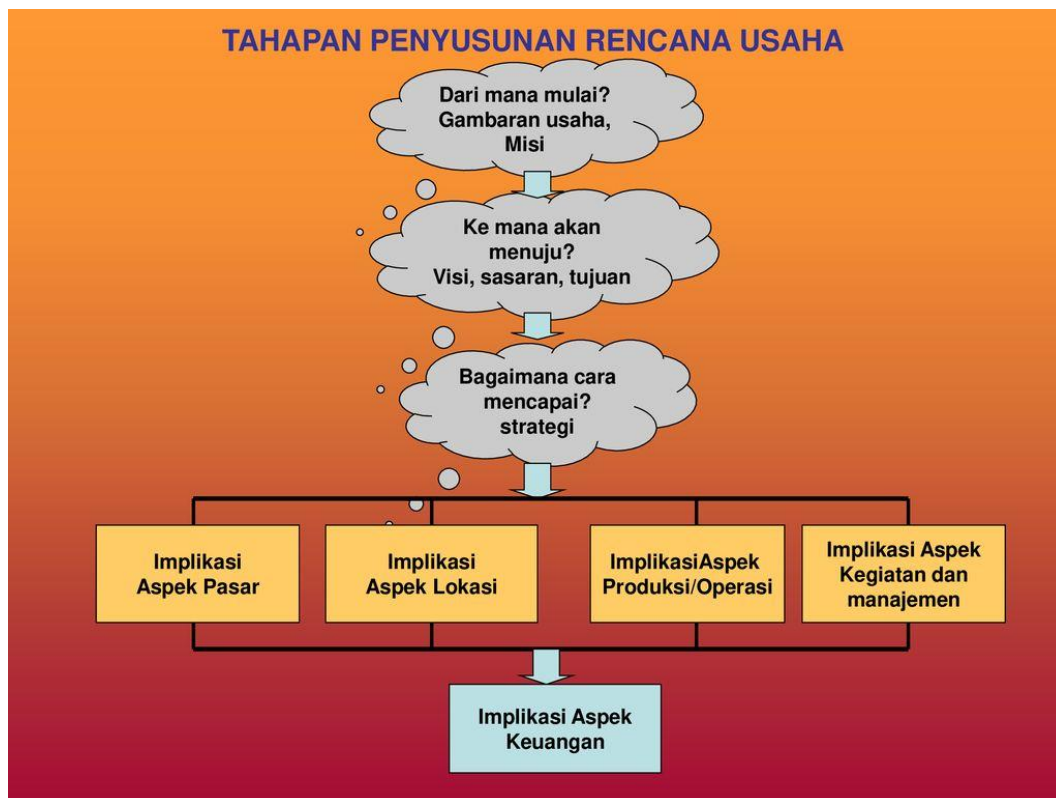 TAHAPAN PENYUSUNAN RENCANA USAHA
Dari mana mulai?
Gambaran usaha,
Misi
Ke mana akan
menuju?
Visi, sasaran, tujuan
Bagaimana cara
mencapai?
strategi
Implikasi
Aspek Pasar
Implikasi
Aspek Lokasi
ImplikasiAspek
Produksi/Operasi
Implikasi Aspek
Kegiatan dan
manajemen
Implikasi Aspek
Keuangan